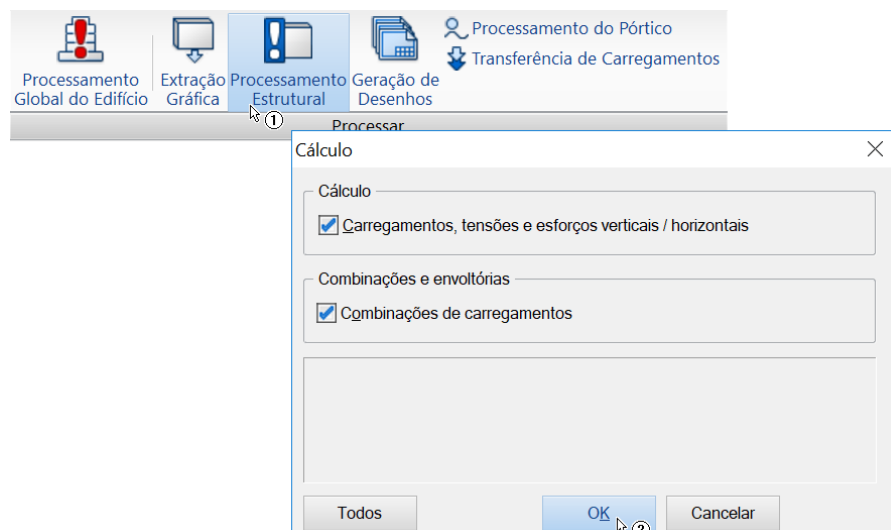 Processamento do Pórtico
Transferência de Carregamentos
Processamento
Global do Edifício
Extração
Gráfica
Processamento
Estrutural
Geração de
Desenhos
1
Processar
Cálculo
Cálculo
Carregamentos, tensões e esforços verticais / horizontais
Combinações e envoltórias
Combinações de carregamentos
Todos
OK
2
Cancelar